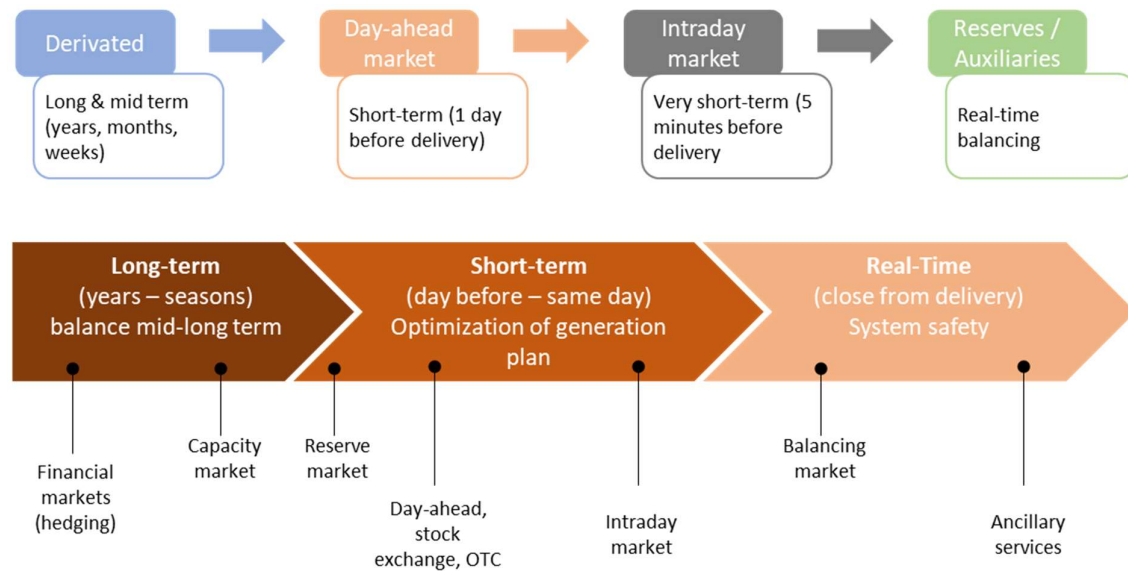 Derivated
Long & mid term
(years, months,
weeks)
Day-ahead
market
Short-term (1 day
before delivery)
Intraday
market
Very short-term (5
minutes before
delivery
Reserves /
Auxiliaries
Real-time
balancing
Long-term
(years – seasons)
balance mid-long term
Short-term
(day before – same day)
Optimization of generation
plan
Real-Time
(close from delivery)
System safety
Financial
markets
(hedging)
Capacity
market
Reserve
market
Day-ahead,
stock
exchange, OTC
Intraday
market
Balancing
market
Ancillary
services